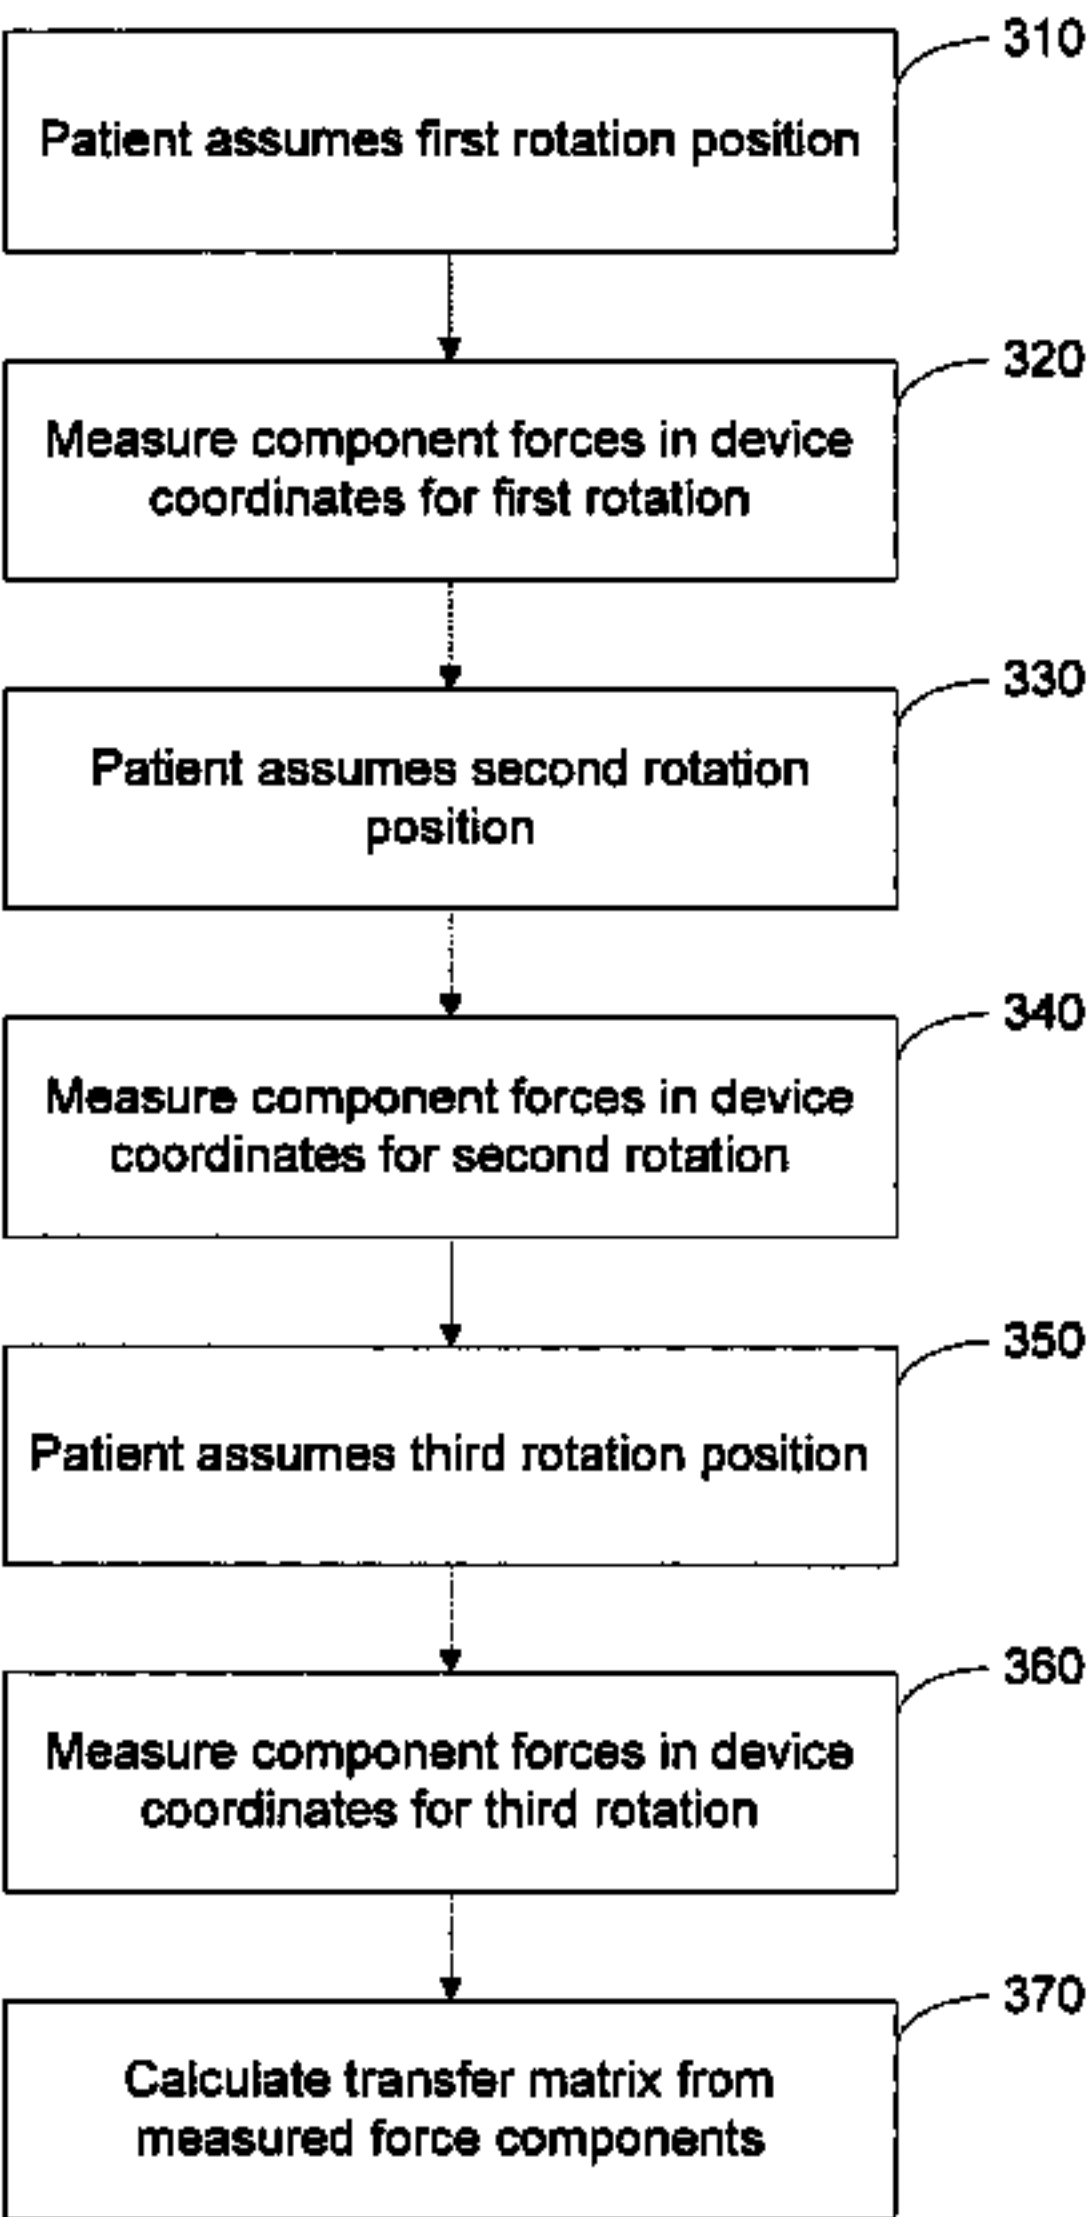 310
Patient assumes first rotation position
320
Measure component forces in device
coordinates for first rotation
330
Patient assumes second rotation
position
340
Measure component forces in device
coordinates for second rotation
350
Patient assumes third rotation position
360
Measure component forces in device
coordinates for third rotation
370
Calculate transfer matrix from
measured force components